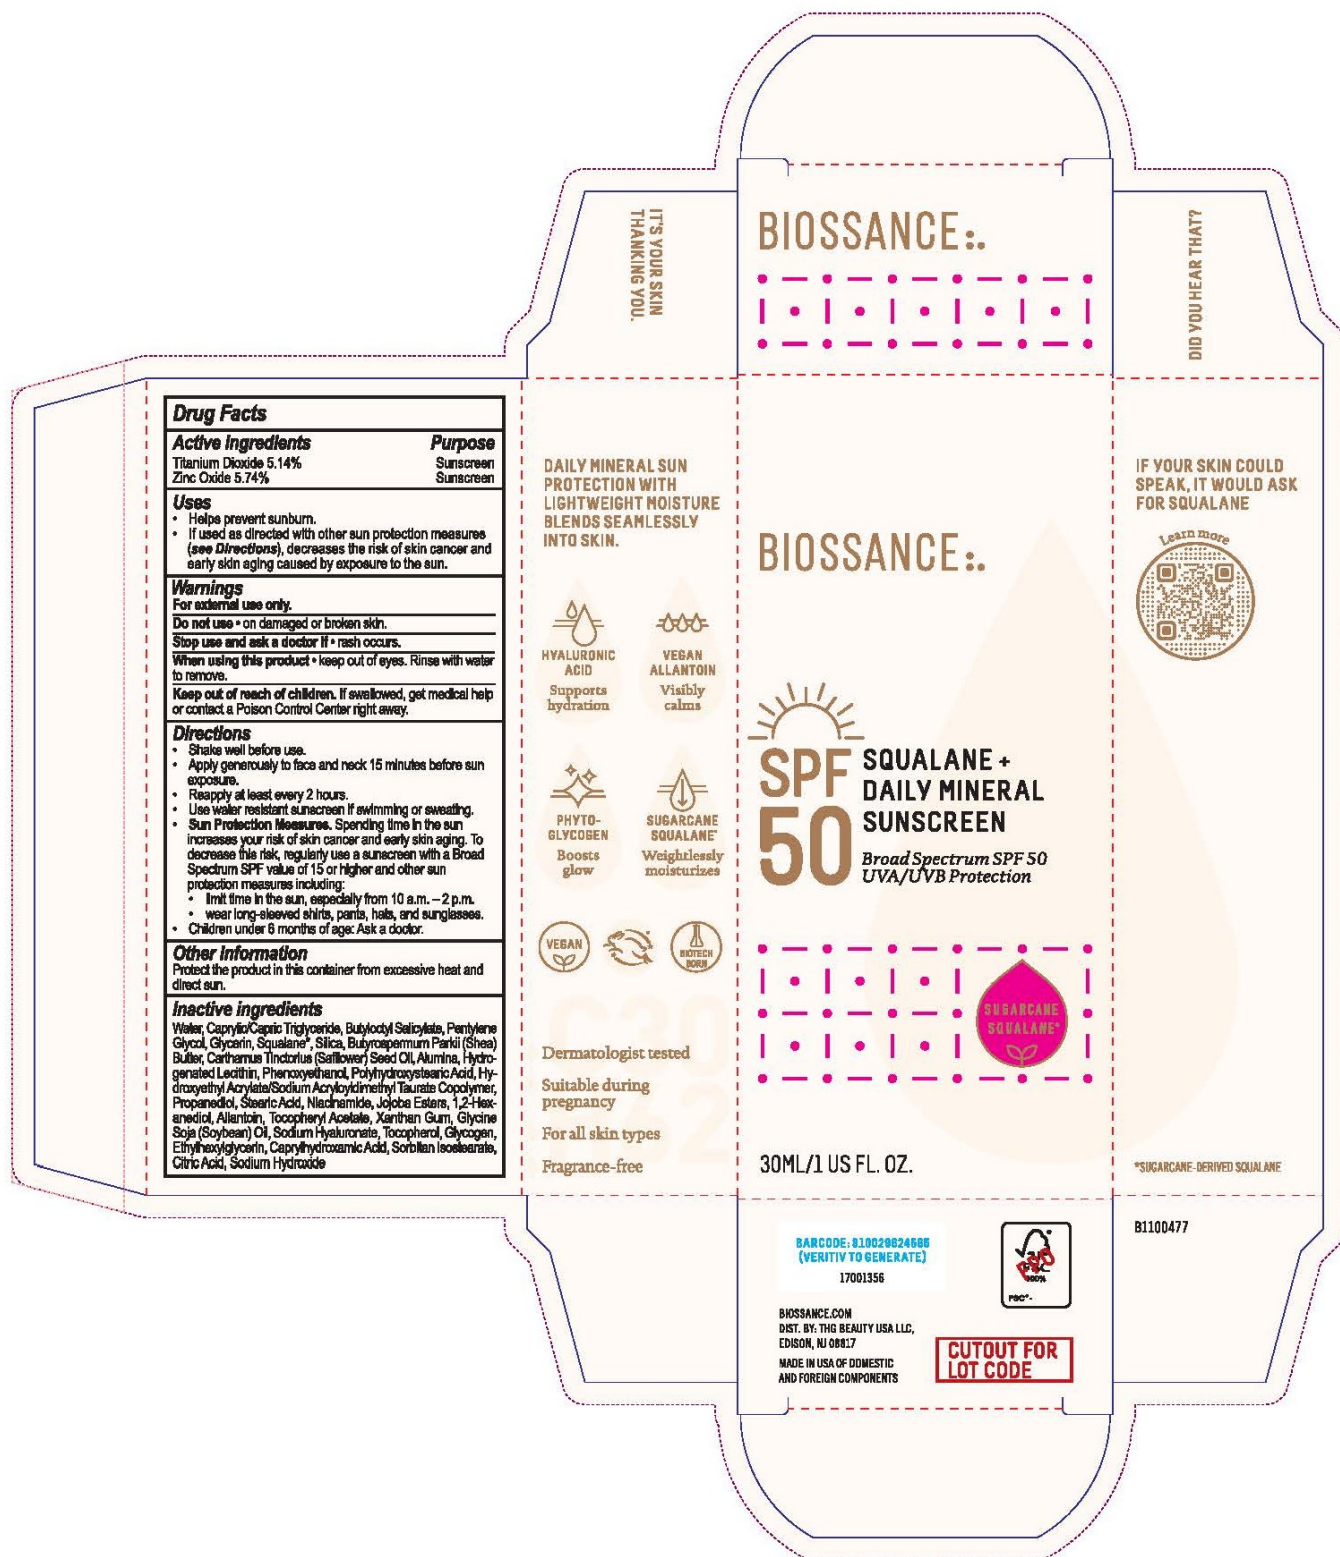 IT'S YOUR SKIN
THANKING YOU.
BIOSSANCE:.
DID YOU HEAR THAT?
Drug Facts
Active Ingredients Purpose
Titanium Dioxide 5.14% Sunscreen
Zinc Oxide 5.74% Sunscreen
Uses
• Helps prevent sunburn.
• If used as directed with other sun protection measures
(see Directions), decreases the risk of skin cancer and
early skin aging caused by exposure to the sun.
Warnings
For external use only.
Do not use • on damaged or broken skin.
Stop use and ask a doctor if • rash occurs.
When using this product • keep out of eyes. Rinse with water
to remove.
Keep out of reach of children. If swallowed, get medical help
or contact a Poison Control Center right away.
Directions
• Shake well before use.
• Apply generously to face and neck 15 minutes before sun
exposure.
• Reapply at least every 2 hours.
• Use water resistant sunscreen if swimming or sweating.
• Sun Protection Measures. Spending time in the sun
increases your risk of skin cancer and early skin aging. To
decrease this risk, regularly use a sunscreen with a Broad
Spectrum SPF value of 15 or higher and other sun
protection measures including:
• limit time in the sun, especially from 10 a.m. – 2 p.m.
• wear long-sleeved shirts, pants, hats, and sunglasses.
• Children under 6 months of age: Ask a doctor.
Other information
Protect the product in this container from excessive heat and
direct sun.
Inactive ingredients
Water, Caprylic/Capric Triglyceride, Butyloctyl Salicylate, Pentylene
Glycol, Glycerin, Squalane*, Silica, Butyrospermum Parkii (Shea)
Butter, Carthamus Tinctorius (Safflower) Seed Oil, Alumina, Hydro-
genated Lecithin, Phenoxyethanol, Polyhydroxystearic Acid, Hy-
droxyethyl Acrylate/Sodium Acryloyldimethyl Taurate Copolymer,
Propanediol, Stearic Acid, Niacinamide, Jojoba Esters, 1,2-Hex-
anediol, Allantoin, Tocopheryl Acetate, Xanthan Gum, Glycine
Soja (Soybean) Oil, Sodium Hyaluronate, Tocopherol, Glycogen,
Ethylhexylglycerin, Caprylhydroxamic Acid, Sorbitan Isostearate,
Citric Acid, Sodium Hydroxide
DAILY MINERAL SUN
PROTECTION WITH
LIGHTWEIGHT MOISTURE
BLENDS SEAMLESSLY
INTO SKIN.
HYALURONIC
ACID
Supports
hydration
VEGAN
ALLANTOIN
Visibly
calms
PHYTO-
GLYCOGEN
Boosts
glow
SUGARCANE
SQUALANE*
Weightlessly
moisturizes
VEGAN
BIOTECH
BORN
Dermatologist tested
Suitable during
pregnancy
For all skin types
Fragrance-free
BIOSSANCE:.
SPF
50
SQUALANE +
DAILY MINERAL
SUNSCREEN
Broad Spectrum SPF 50
UVA/UVB Protection
SUGARCANE
SQUALANE*
30ML/1 US FL. OZ.
IF YOUR SKIN COULD
SPEAK, IT WOULD ASK
FOR SQUALANE
Learn more
*SUGARCANE-DERIVED SQUALANE
B1100477
BARCODE:
(VERITIV TO GENERATE)
17001356
BIOSSANCE.COM
DIST. BY: THG BEAUTY USA LLC,
EDISON, NJ 08817
MADE IN USA OF DOMESTIC
AND FOREIGN COMPONENTS
100%
FSC®-
CUTOUT FOR
LOT CODE